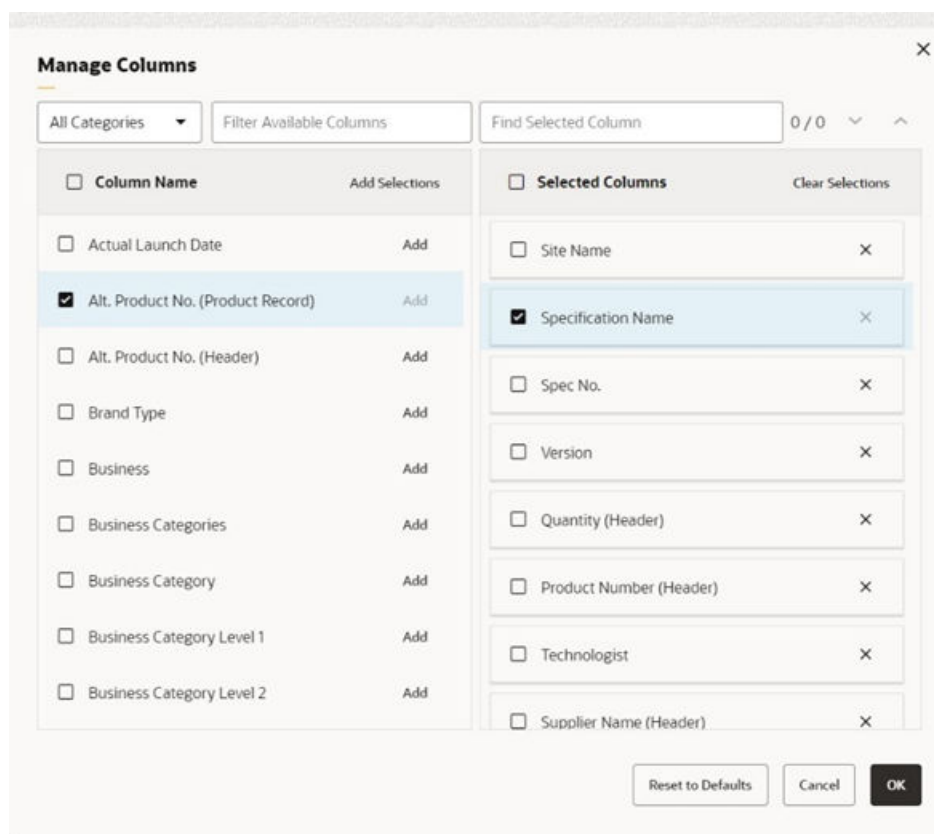 Manage Columns
All Categories
Filter Available Columns
Find Selected Column
0 / 0
Column Name
Add Selections
Actual Launch Date
Add
Alt. Product No. (Product Record)
Add
Alt. Product No. (Header)
Add
Brand Type
Add
Business
Add
Business Categories
Add
Business Category
Add
Business Category Level 1
Add
Business Category Level 2
Add
Selected Columns
Clear Selections
Site Name
Specification Name
Spec No.
Version
Quantity (Header)
Product Number (Header)
Technologist
Supplier Name (Header)
Reset to Defaults
Cancel
OK